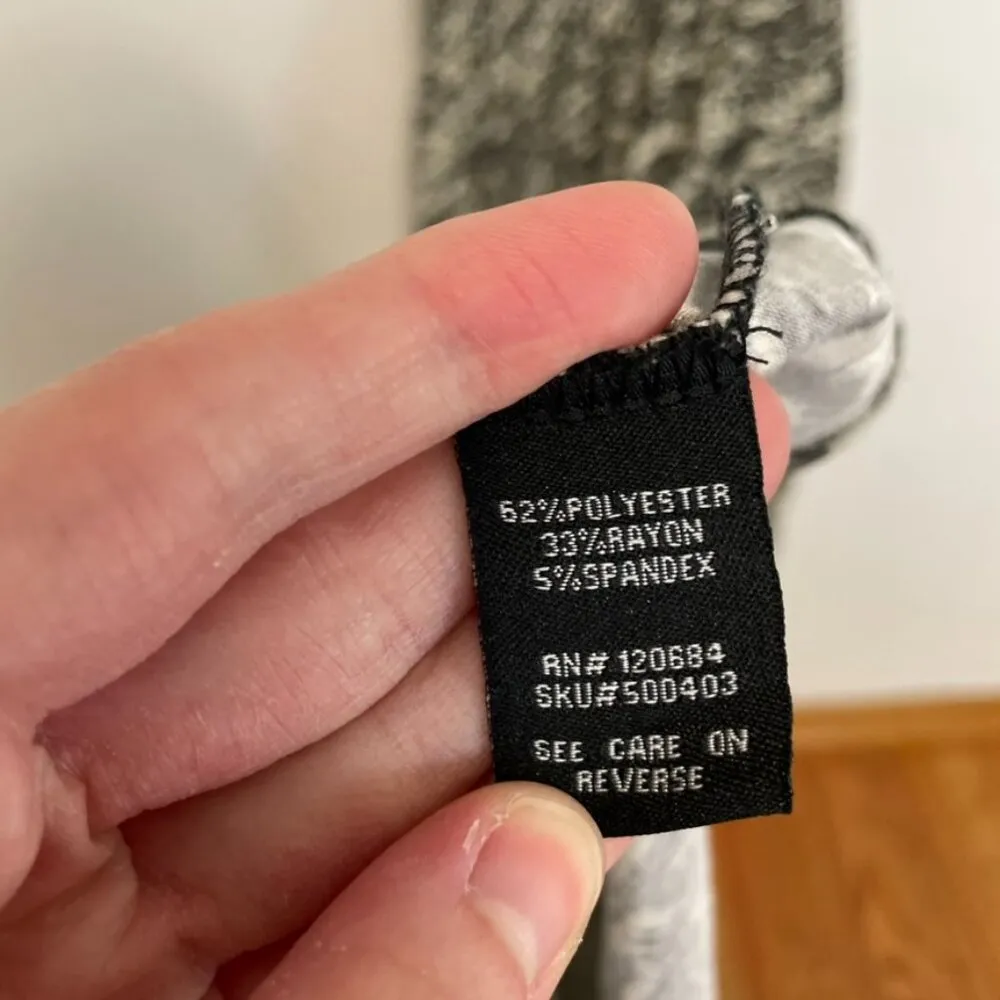 62%POLYESTER
33%RAYON
5%SPANDEX
RN# 120684
SKU#500403
SEE CARE ON
REVERSE